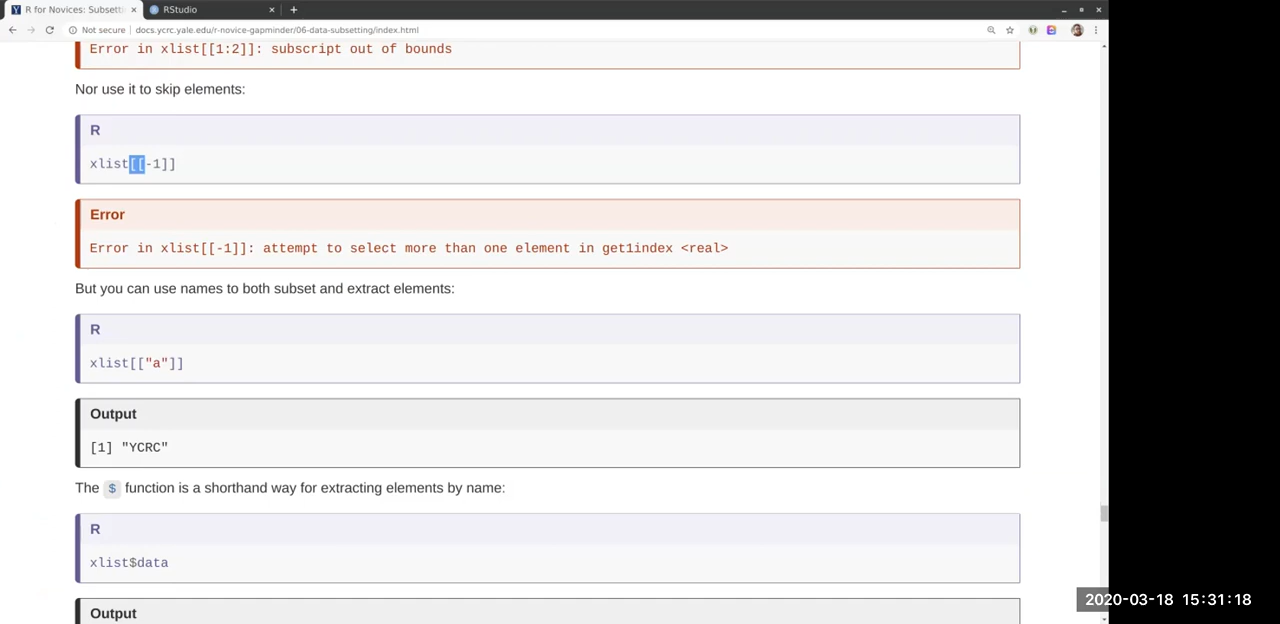 R for Novices: Subsetti
RStudio
Not secure | docs.ycrc.yale.edu/r-novice-gapminder/06-data-subsetting/index.html
Error in xlist[[1:2]]: subscript out of bounds
Nor use it to skip elements:
R
xlist[[-1]]
Error
Error in xlist[[-1]]: attempt to select more than one element in get1index <real>
But you can use names to both subset and extract elements:
R
xlist[["a"]]
Output
[1] "YCRC"
The $ function is a shorthand way for extracting elements by name:
R
xlist$data
Output
2020-03-18 15:31:18